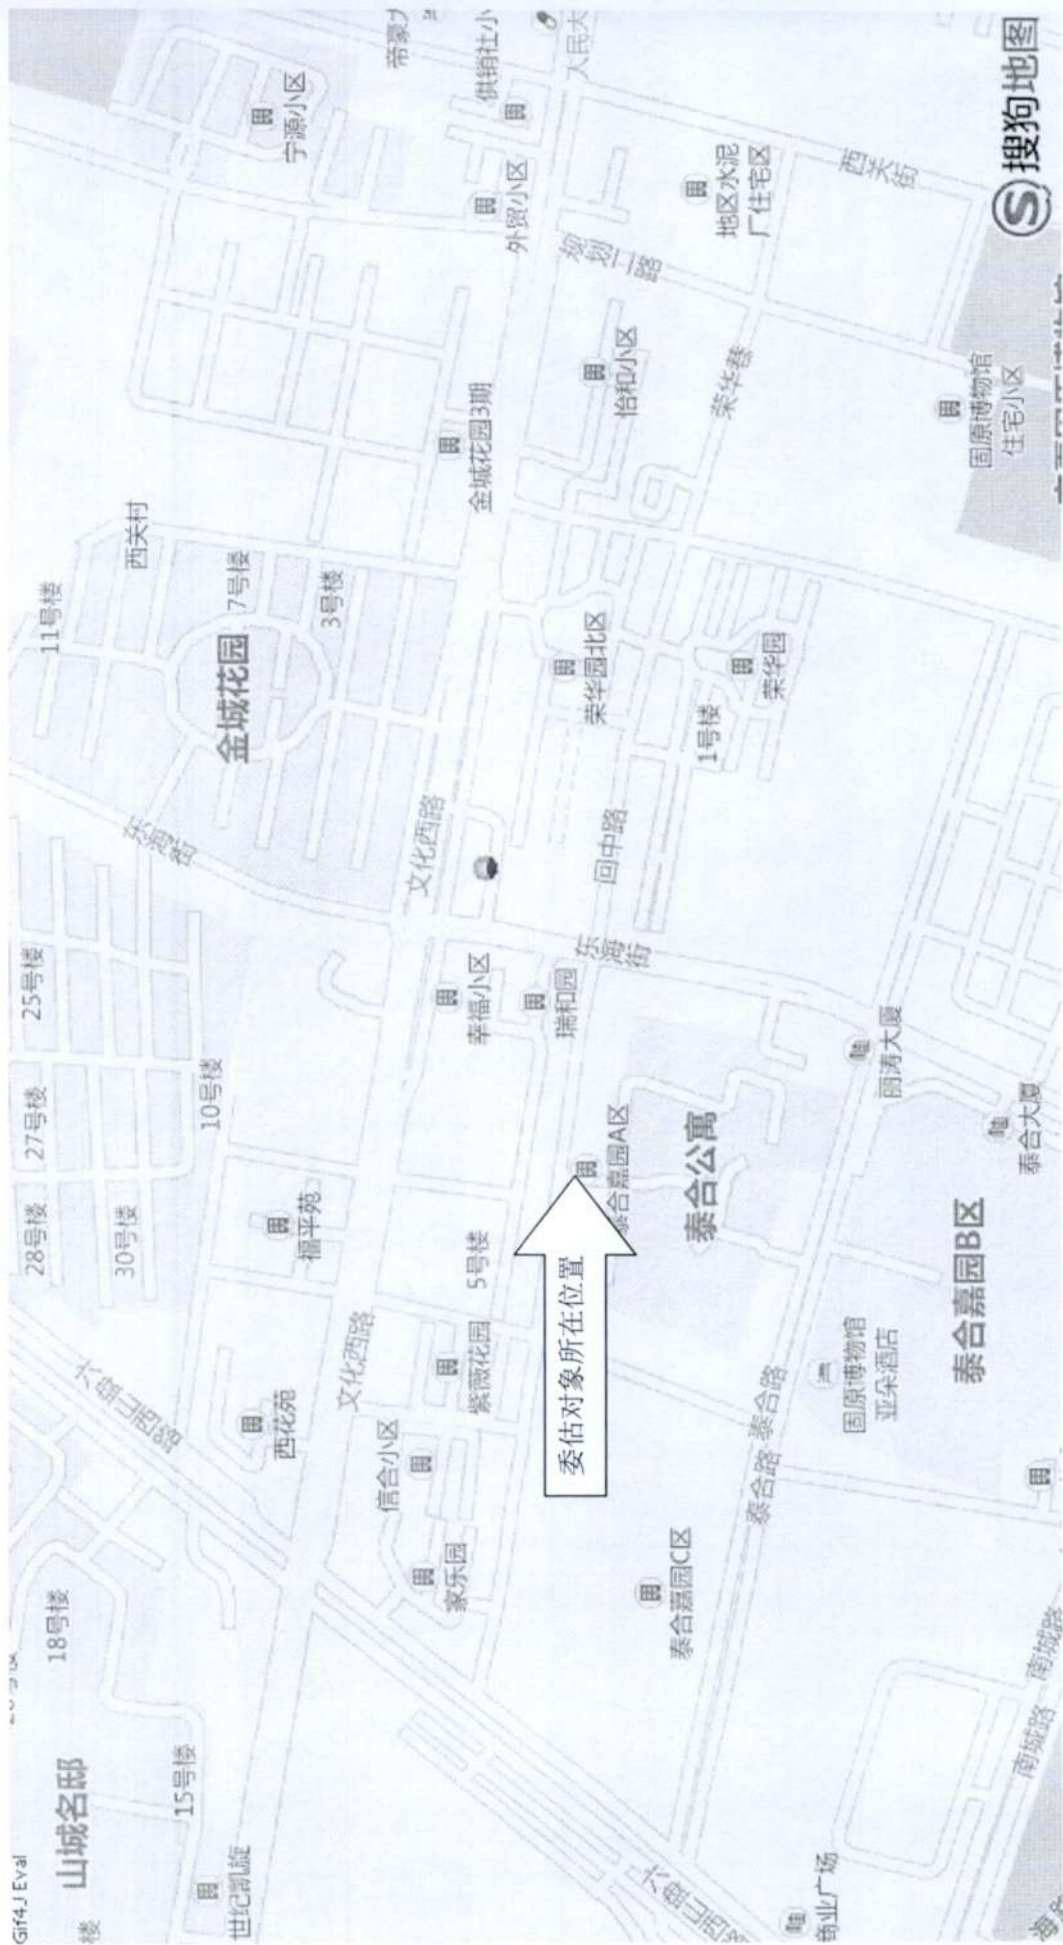 Gif4J Eval
楼
山城名邸
18号楼
15号楼
世纪凯旋
28号楼
27号楼
25号楼
30号楼
10号楼
11号楼
西关村
7号楼
3号楼
金城花园
东海街
宁源小区
供销社小
外贸小区
金城花园3期
六盘山西路
西花苑
福平苑
文化西路
文化西路
信合小区
家乐园
紫薇花园
5号楼
幸福小区
瑞和园
东海街
回中路
荣华园北区
1号楼
荣华园
怡和小区
荣华巷
规划二路
地区水泥
厂住宅区
西关街
固原博物馆
住宅小区
委估对象所在位置
泰合嘉园A区
泰合公寓
丽涛大厦
泰合大厦
泰合嘉园B区
固原博物馆
亚朵酒店
泰合路
泰合路
泰合嘉园C区
南城路
南城路
六盘山西路
商业广场
搜狗地图